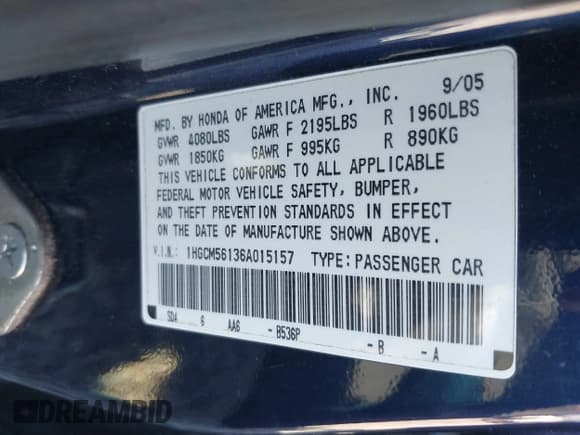 MFD. BY HONDA OF AMERICA MFG., INC. 9/05
GVWR 4080LBS GAWR F 2195LBS R 1960LBS
GVWR 1850KG GAWR F 995KG R 890KG
THIS VEHICLE CONFORMS TO ALL APPLICABLE
FEDERAL MOTOR VEHICLE SAFETY, BUMPER,
AND THEFT PREVENTION STANDARDS IN EFFECT
ON THE DATE OF MANUFACTURE SHOWN ABOVE.
V.I.N.: 1HGCM56136A015157 TYPE:PASSENGER CAR
SDA 6 AA6 - B536P - B - A
DREAMBID